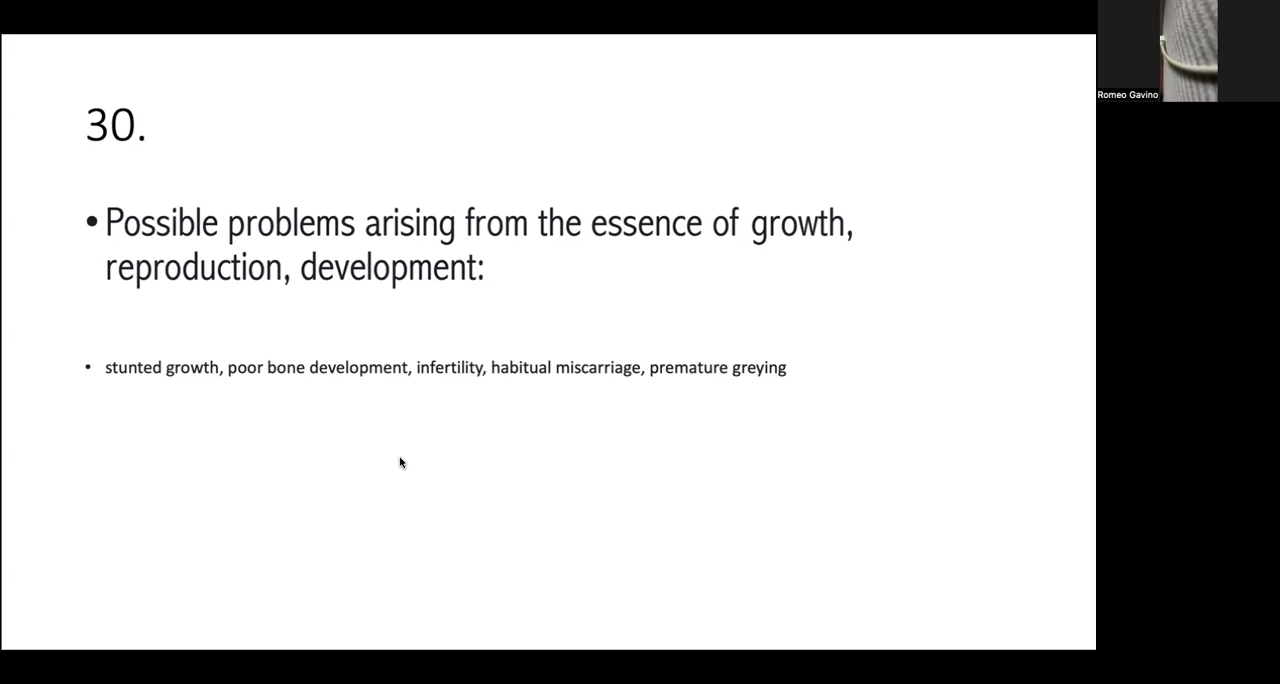 30.
• Possible problems arising from the essence of growth,
reproduction, development:
• stunted growth, poor bone development, infertility, habitual miscarriage, premature greying
Romeo Gavino